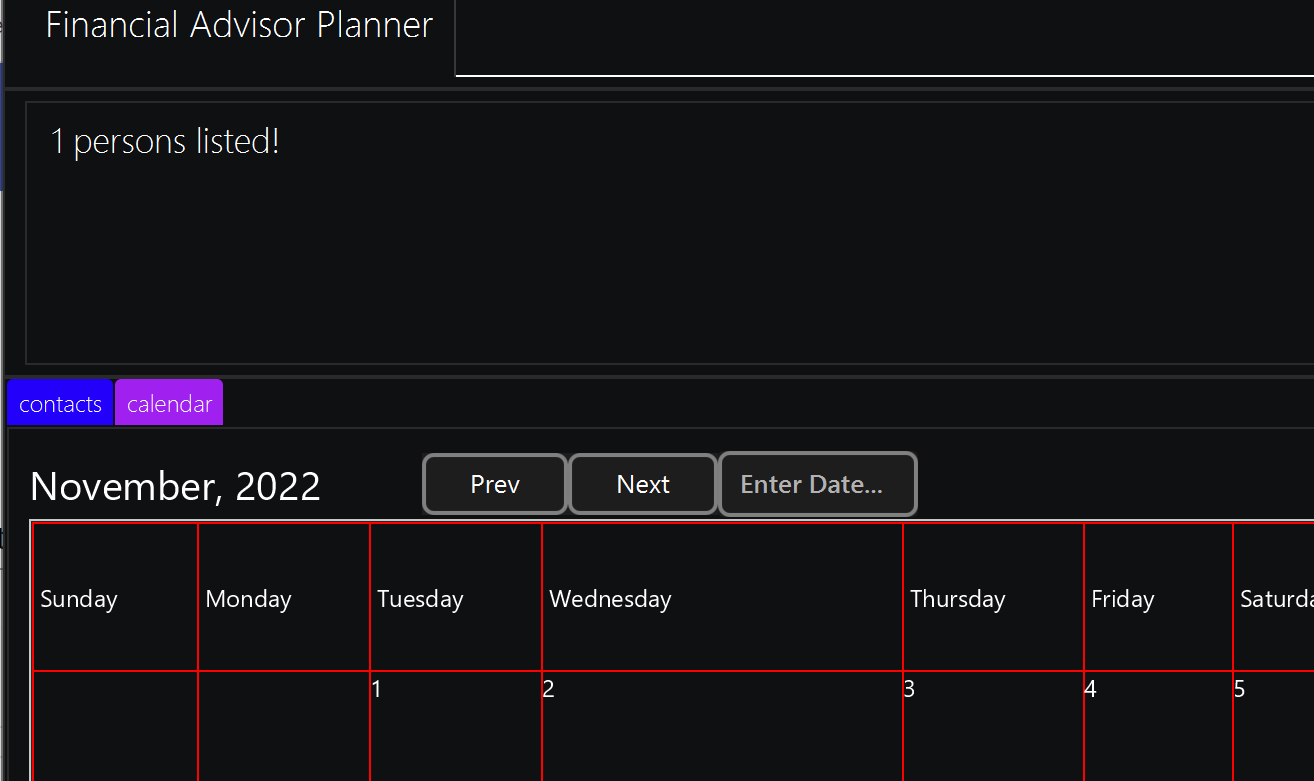 Financial Advisor Planner
1 persons listed!
contacts calendar
November, 2022 Prev Next Enter Date...
Sunday Monday Tuesday Wednesday Thursday Friday Saturda
1 2 3 4 5